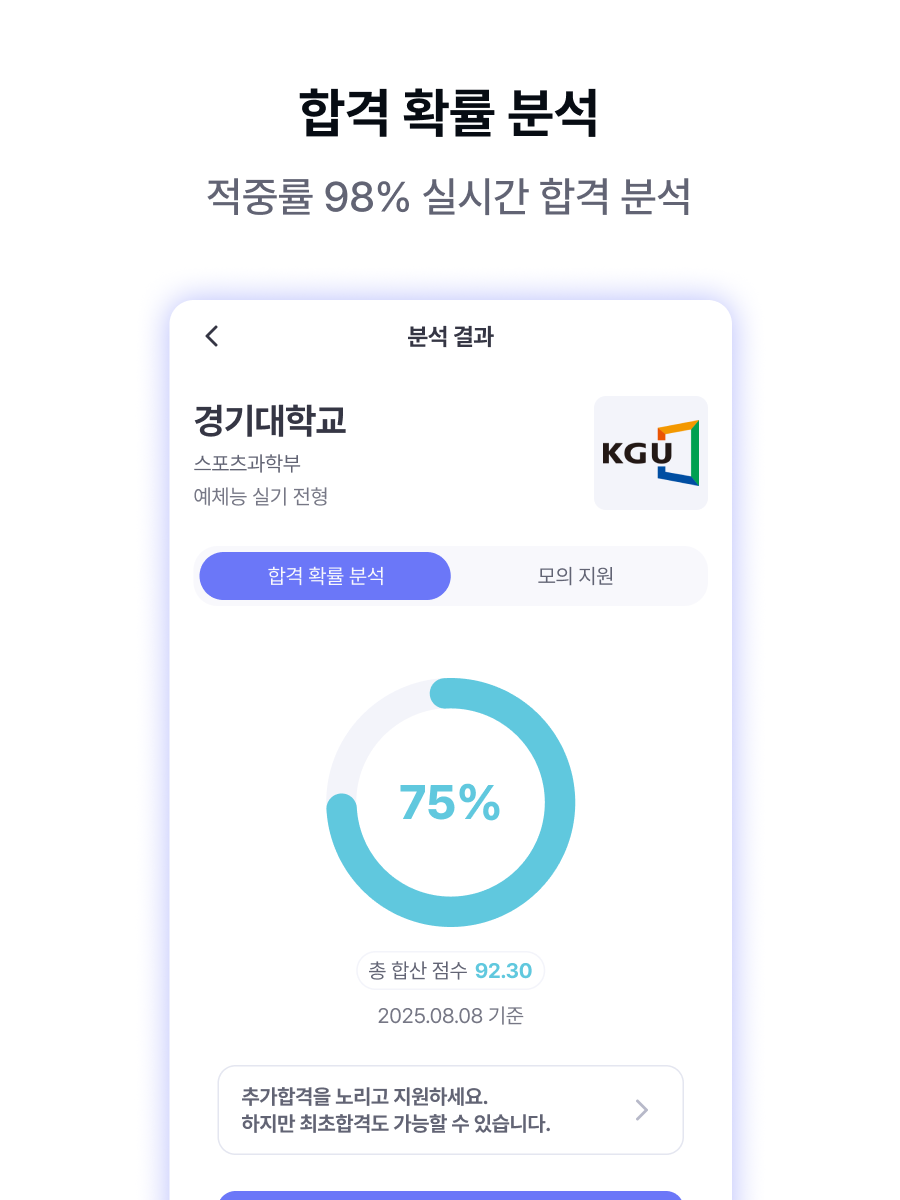 합격 확률 분석
적중률 98% 실시간 합격 분석
분석 결과
경기대학교
스포츠과학부
예체능 실기 전형
KGU
합격 확률 분석
모의 지원
75%
총 합산 점수 92.30
2025.08.08 기준
추가합격을 노리고 지원하세요.
하지만 최초합격도 가능할 수 있습니다.